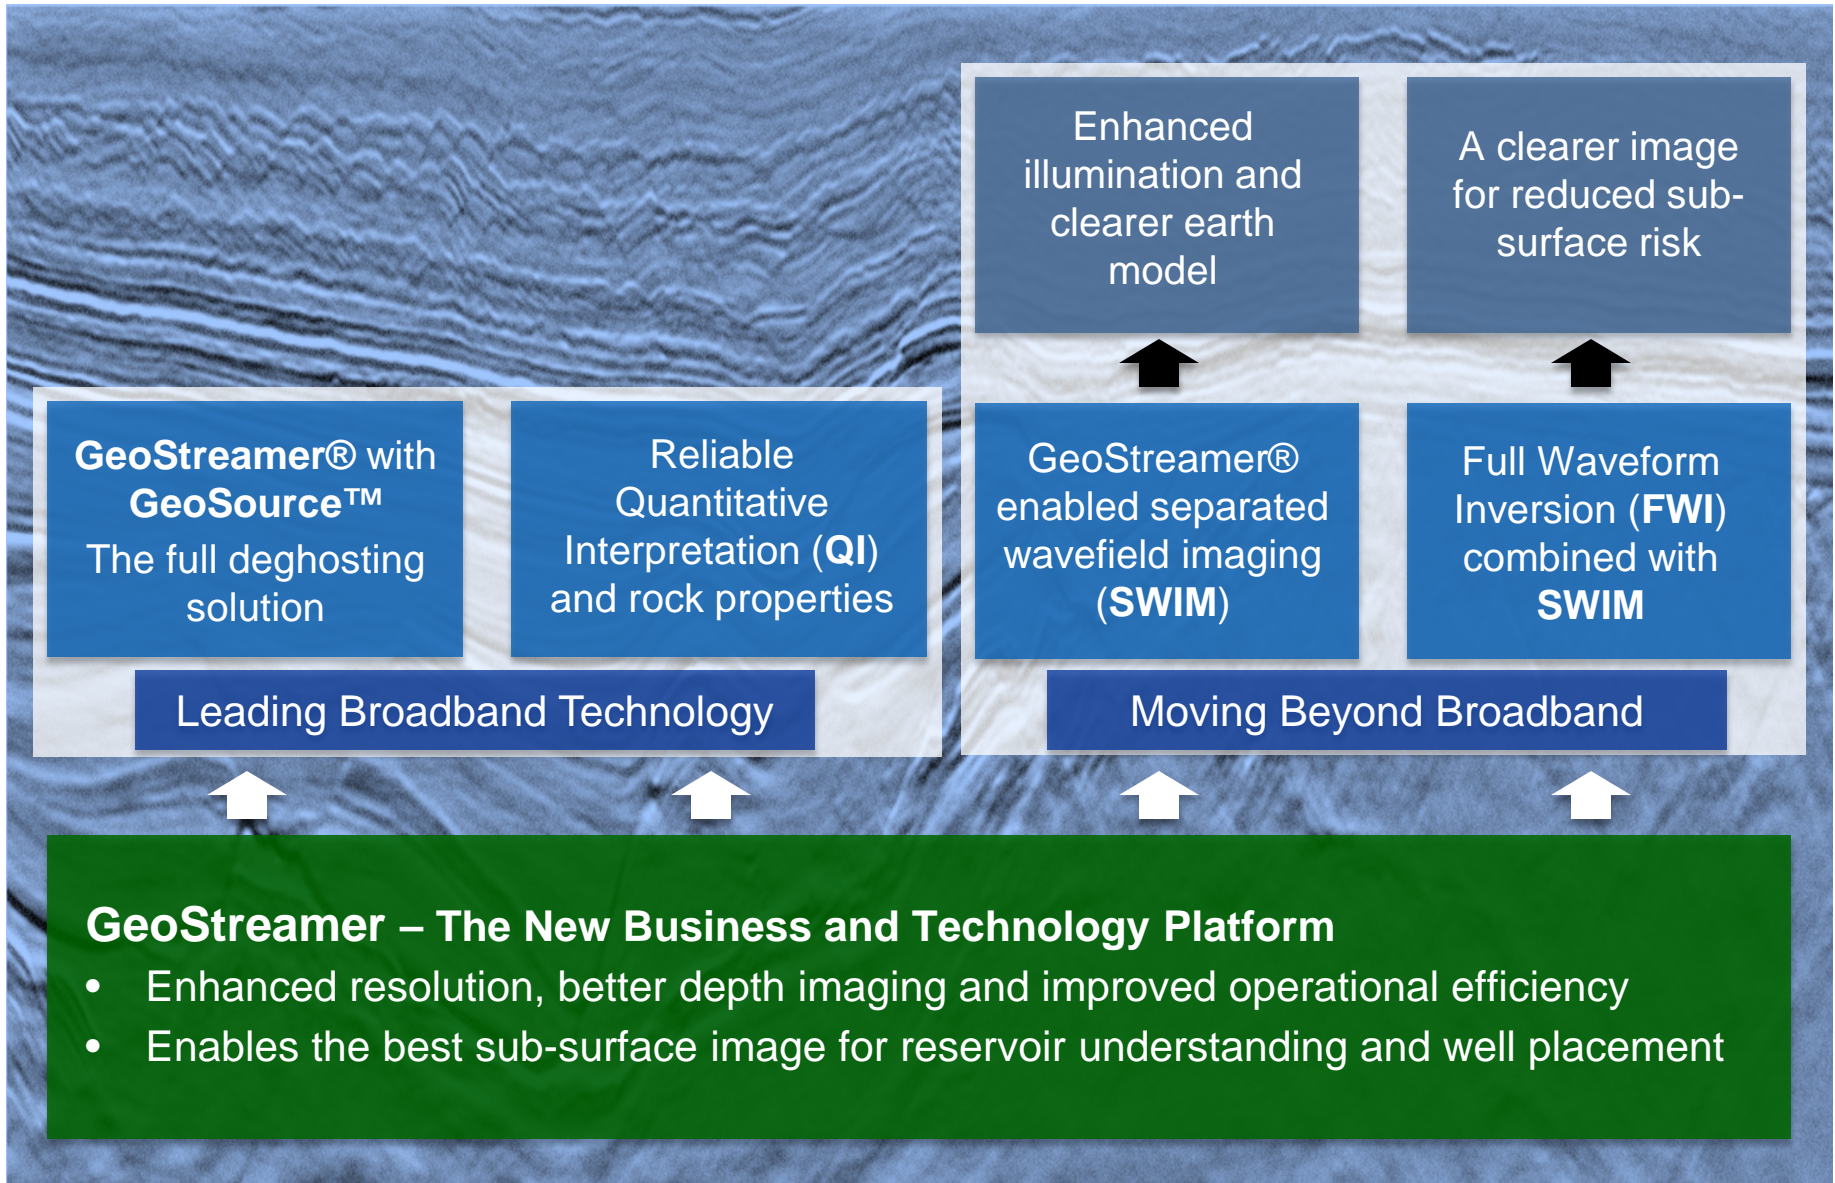 Enhanced
illumination and
clearer earth
model
A clearer image
for reduced sub-
surface risk
GeoStreamer® with
GeoSource™
The full deghosting
solution
Reliable
Quantitative
Interpretation (QI)
and rock properties
GeoStreamer®
enabled separated
wavefield imaging
(SWIM)
Full Waveform
Inversion (FWI)
combined with
SWIM
Leading Broadband Technology
Moving Beyond Broadband
GeoStreamer – The New Business and Technology Platform
• Enhanced resolution, better depth imaging and improved operational efficiency
• Enables the best sub-surface image for reservoir understanding and well placement